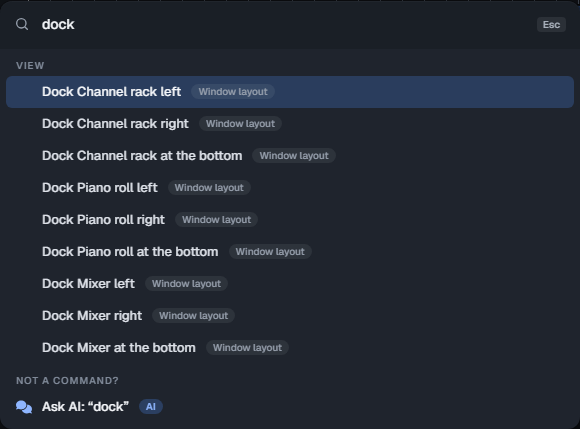 dock Esc
VIEW
Dock Channel rack left Window layout
Dock Channel rack right Window layout
Dock Channel rack at the bottom Window layout
Dock Piano roll left Window layout
Dock Piano roll right Window layout
Dock Piano roll at the bottom Window layout
Dock Mixer left Window layout
Dock Mixer right Window layout
Dock Mixer at the bottom Window layout
NOT A COMMAND?
Ask AI: “dock” AI